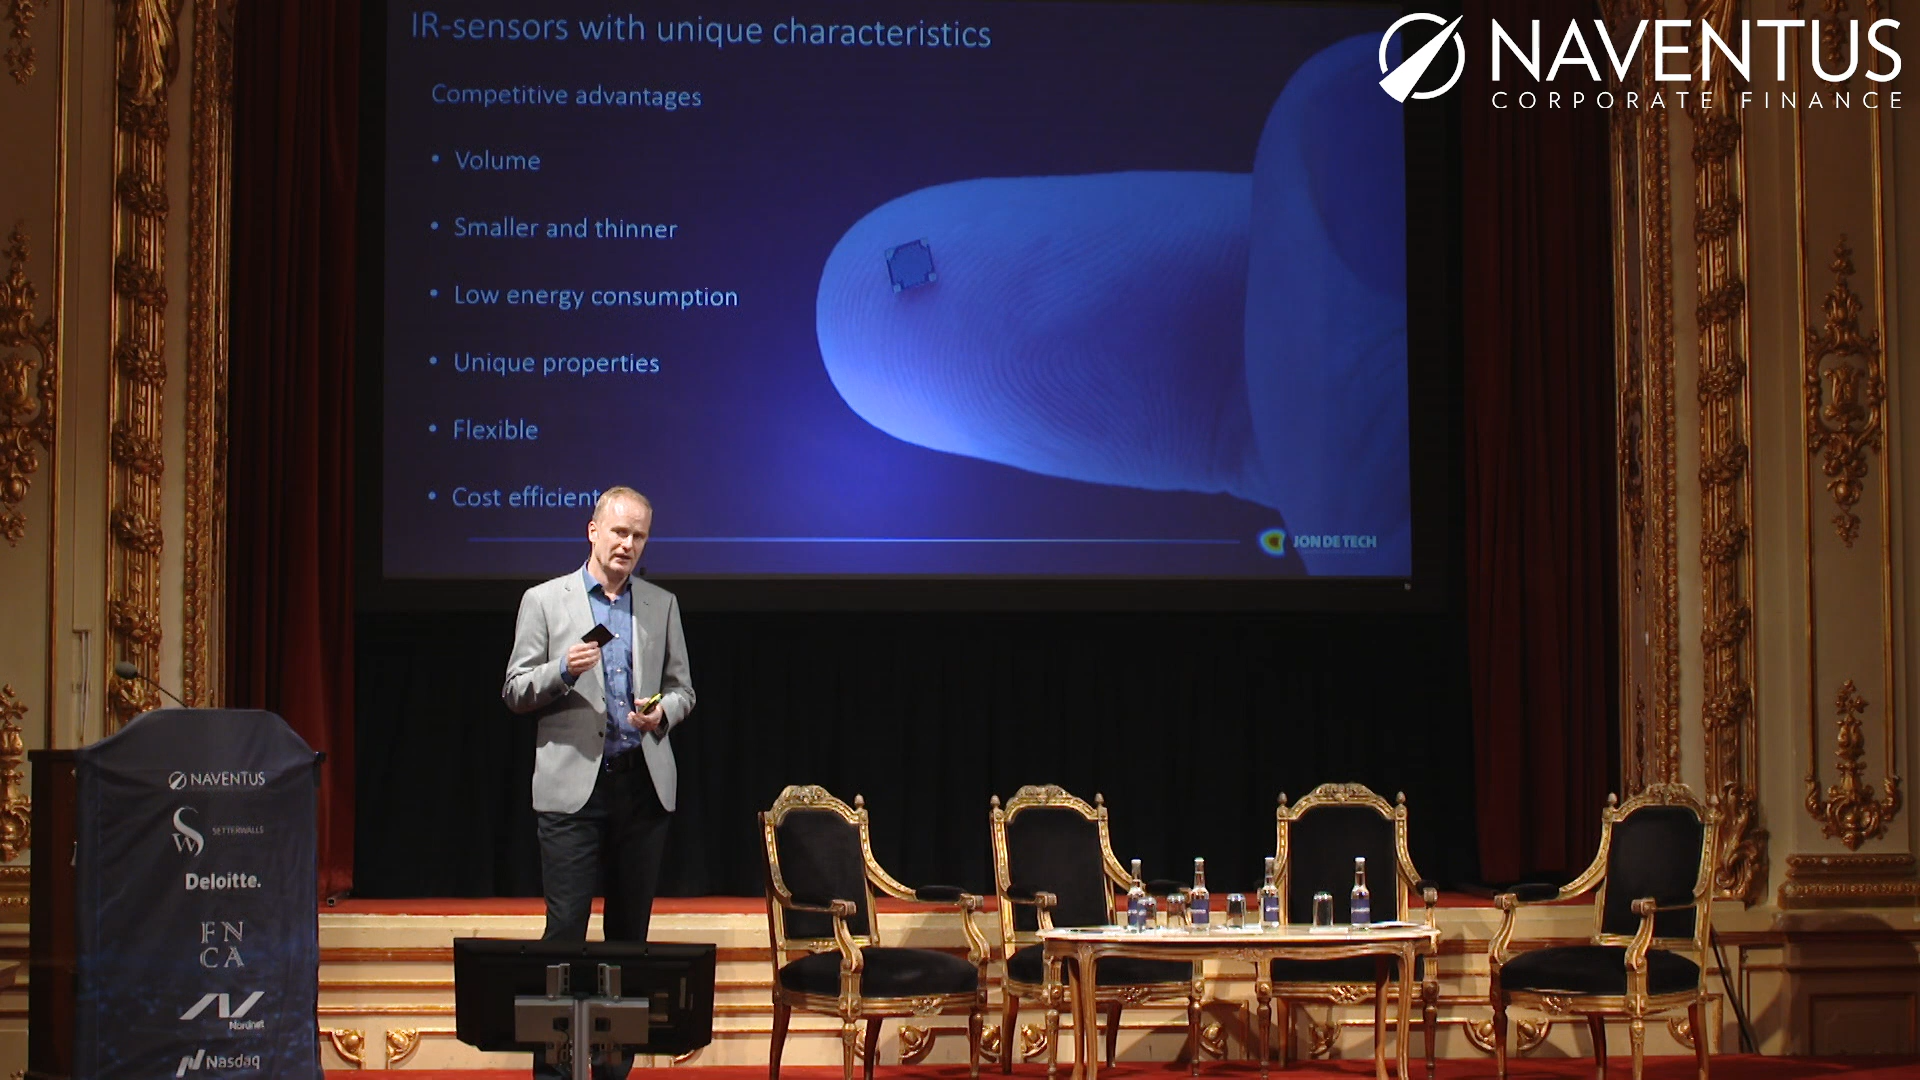 IR-sensors with unique characteristics
Competitive advantages
• Volume
• Smaller and thinner
• Low energy consumption
• Unique properties
• Flexible
• Cost efficient
JONDETECH
NAVENTUS
CORPORATE FINANCE
NAVENTUS
SW
SETTERWALLS
Deloitte.
FN
CA
Nordnet
Nasdaq